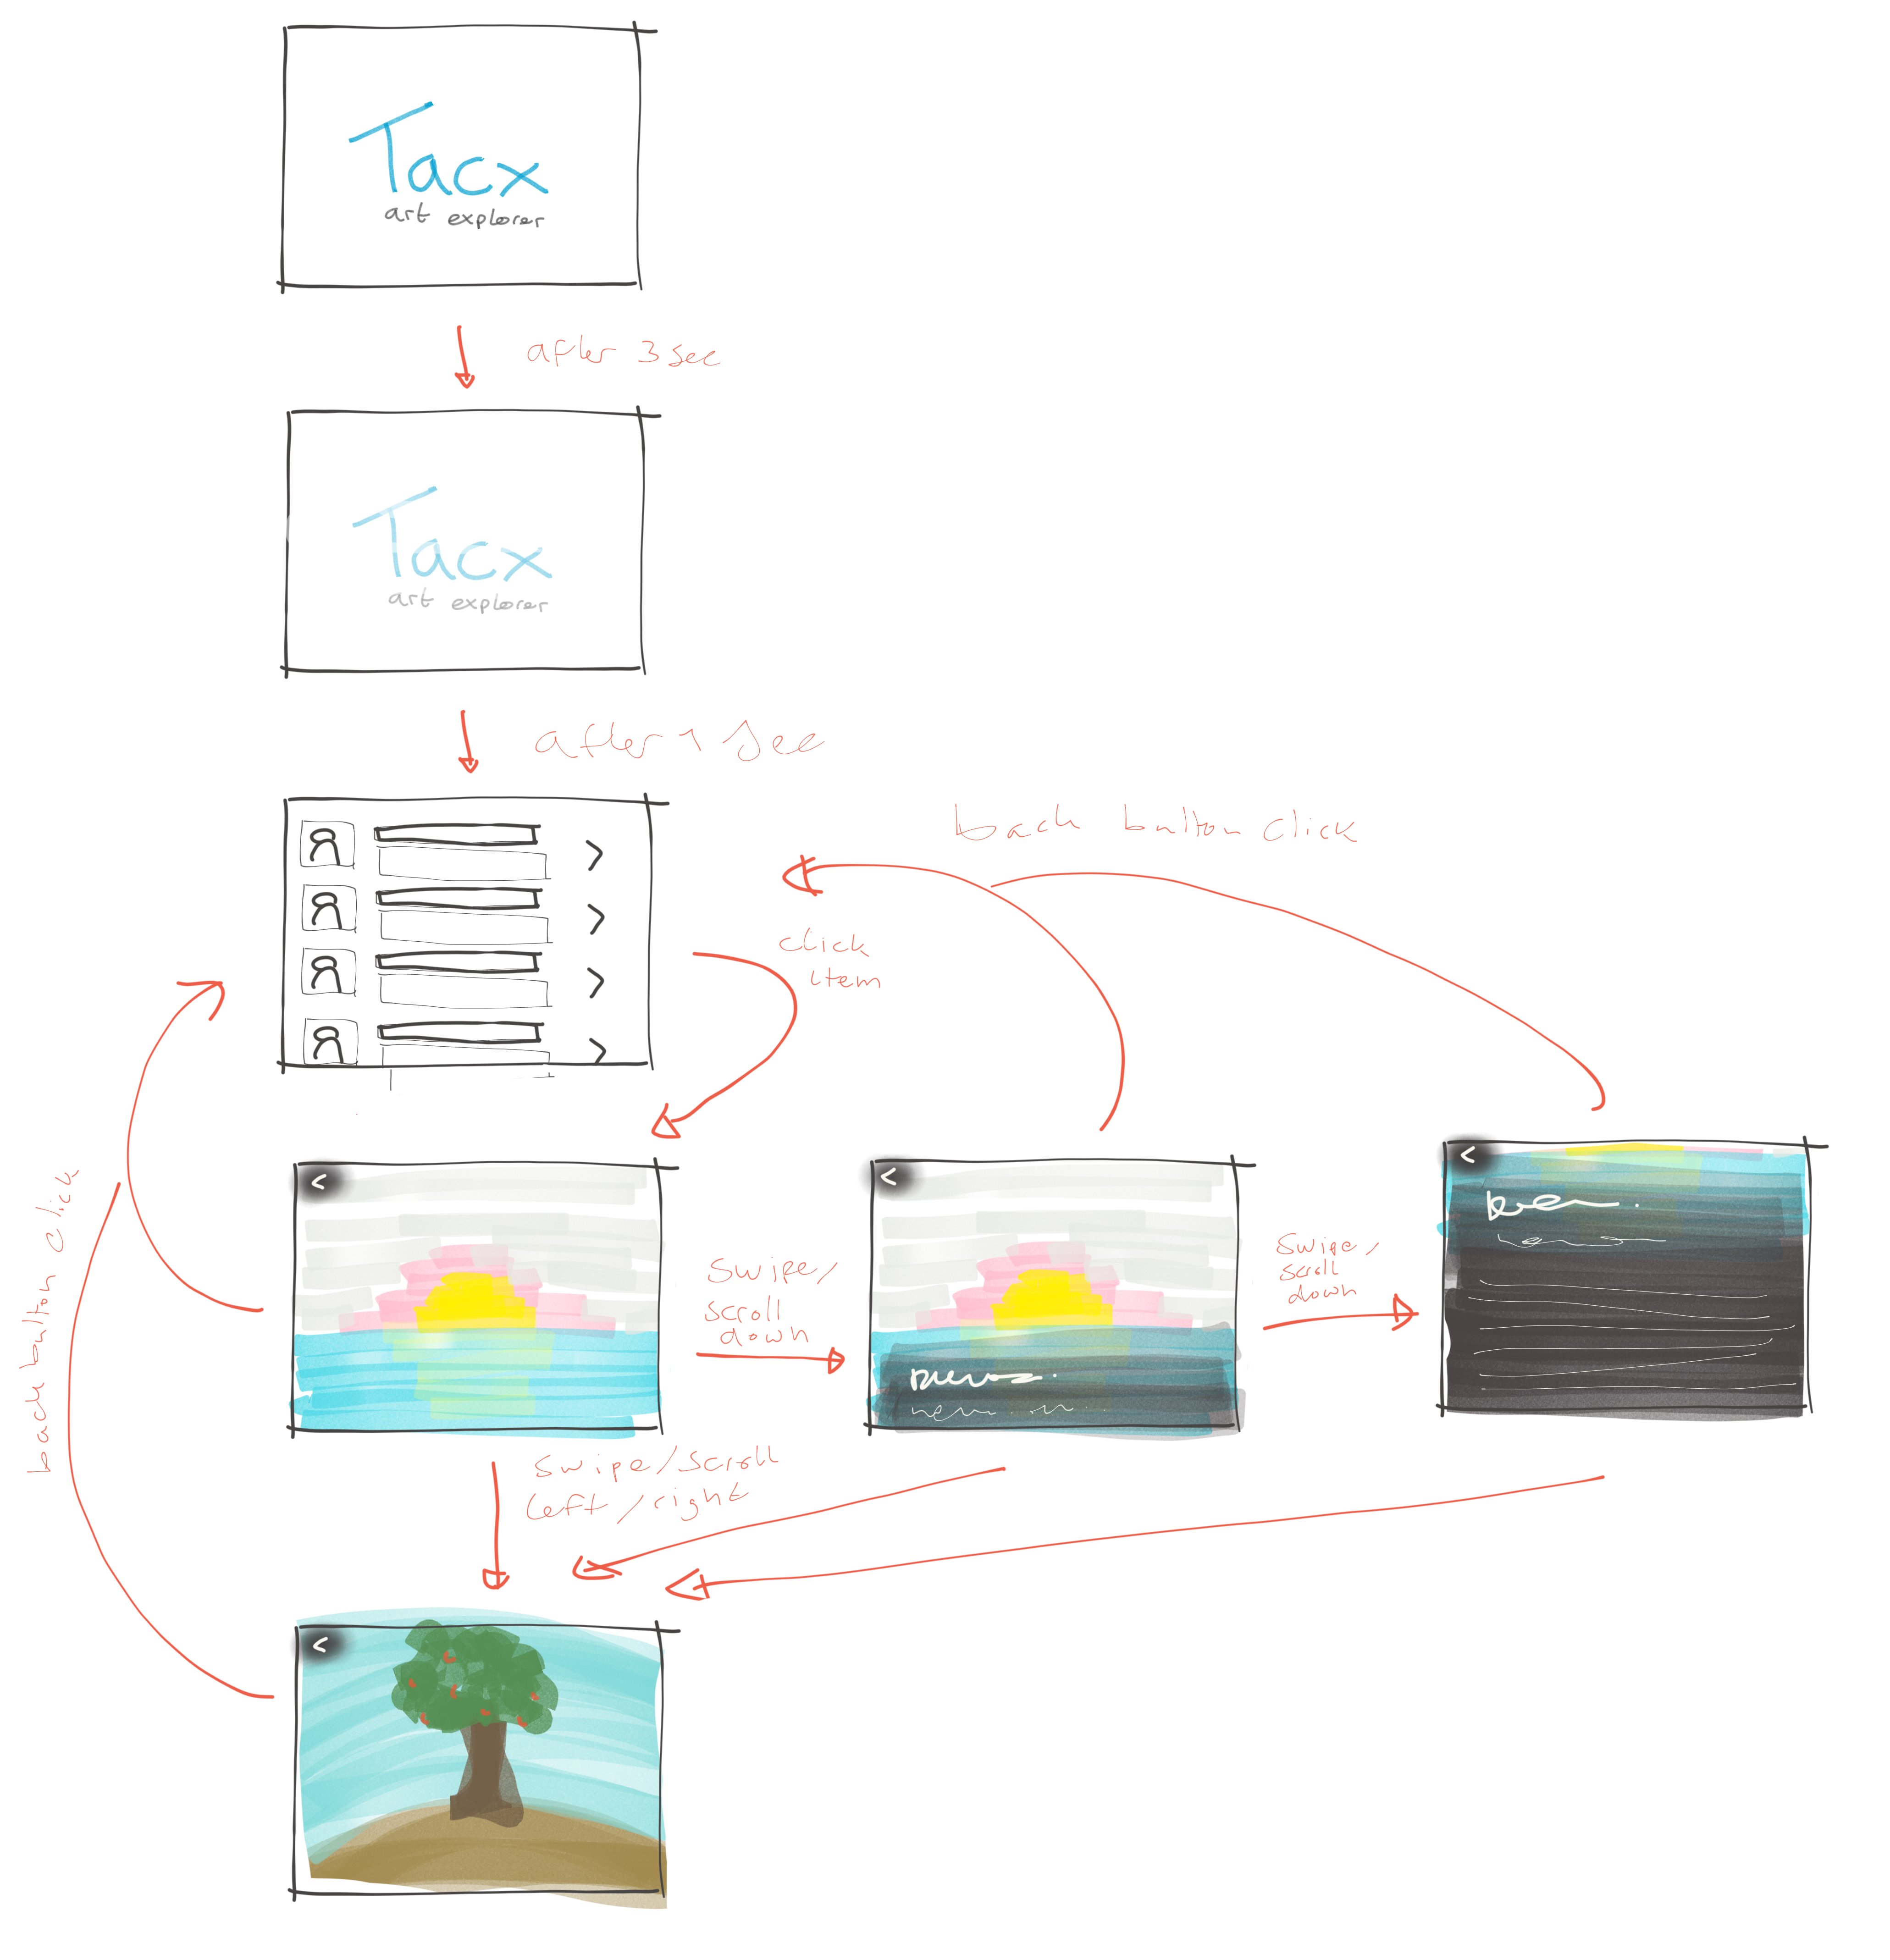 Tacx
art explorer
after 3 sec
Tacx
art explorer
after 1 sec
back button click
click
item
back button click
swipe/
scroll
down
swipe/
scroll
down
swipe/scroll
left/right